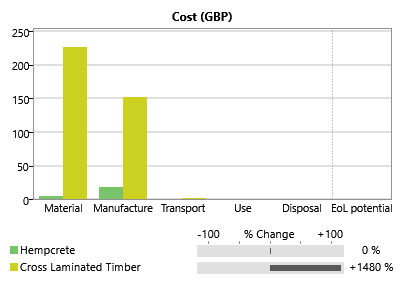 Cost (GBP)
250
200
150
100
50
0
Material Manufacture Transport Use Disposal EoL potential
-100 % Change +100
Hempcrete 0 %
Cross Laminated Timber +1480 %